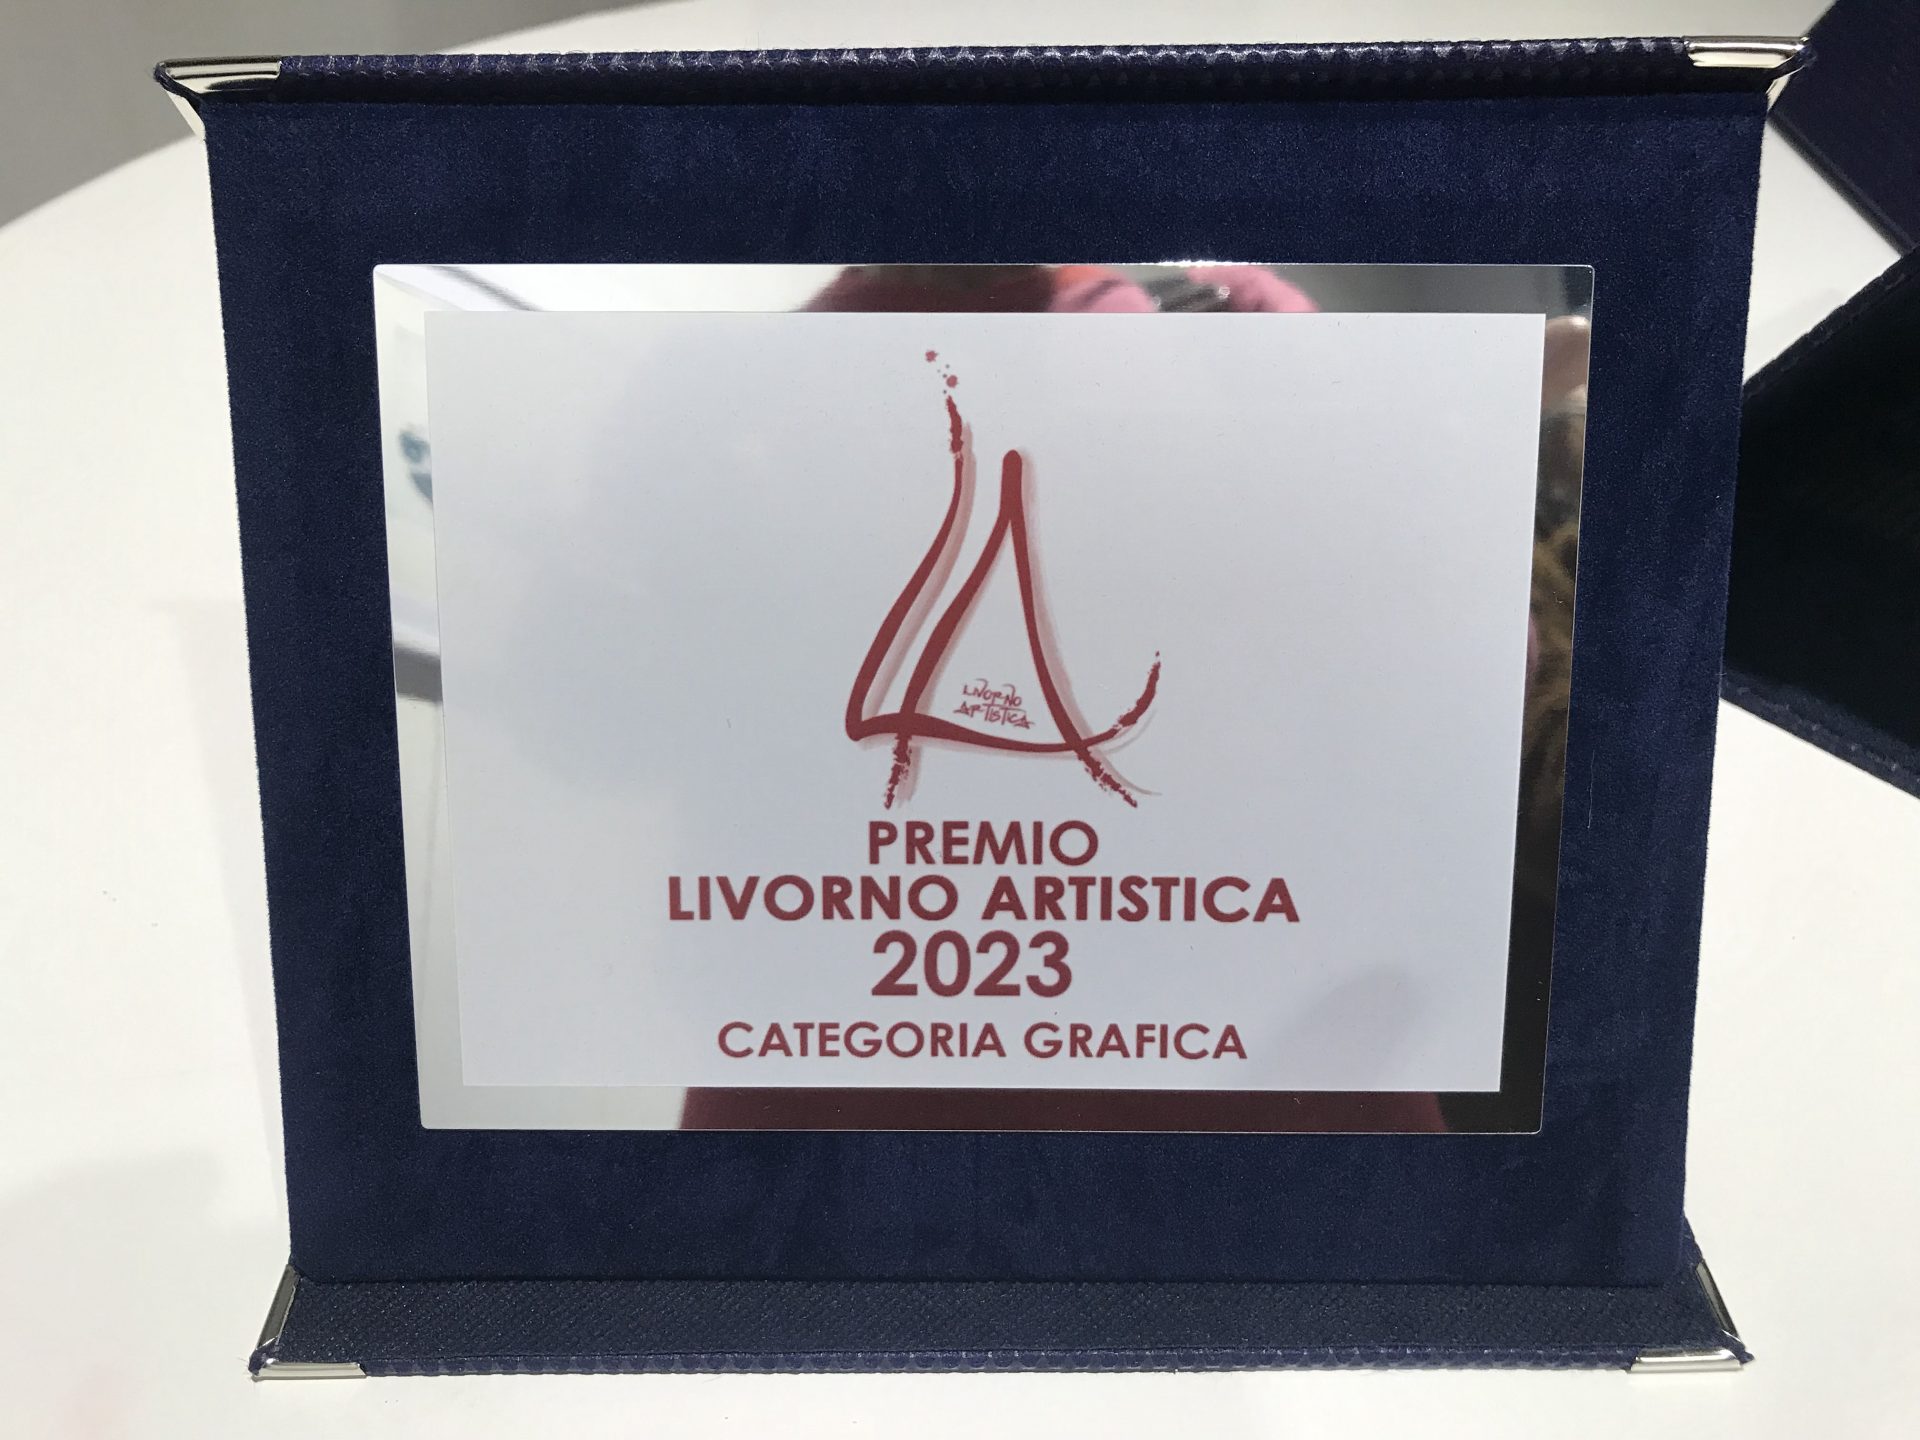 LIVORNO
ARTISTICA
PREMIO
LIVORNO ARTISTICA
2023
CATEGORIA GRAFICA